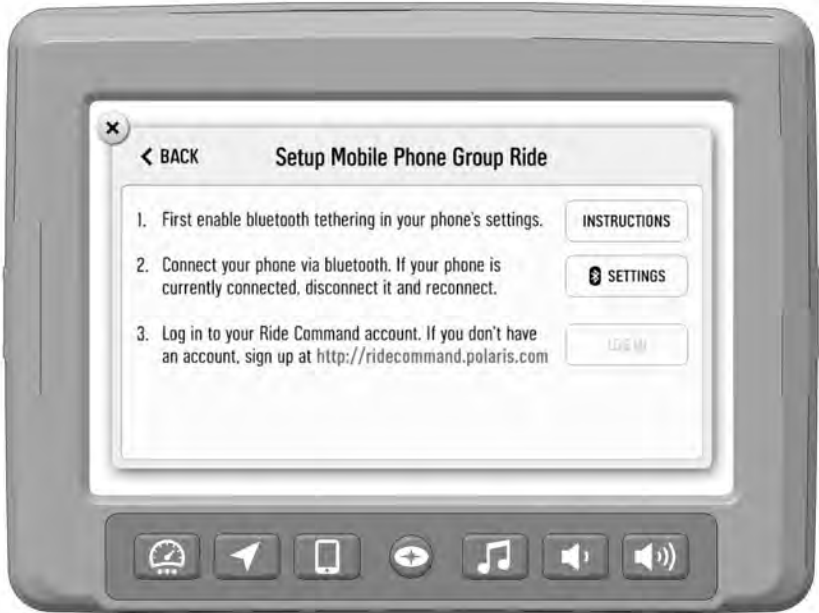 BACK
Setup Mobile Phone Group Ride
1. First enable bluetooth tethering in your phone's settings.
INSTRUCTIONS
2. Connect your phone via bluetooth. If your phone is
currently connected, disconnect it and reconnect.
SETTINGS
3. Log in to your Ride Command account. If you don't have
an account, sign up at http://ridecommand.polaris.com
LOG IN